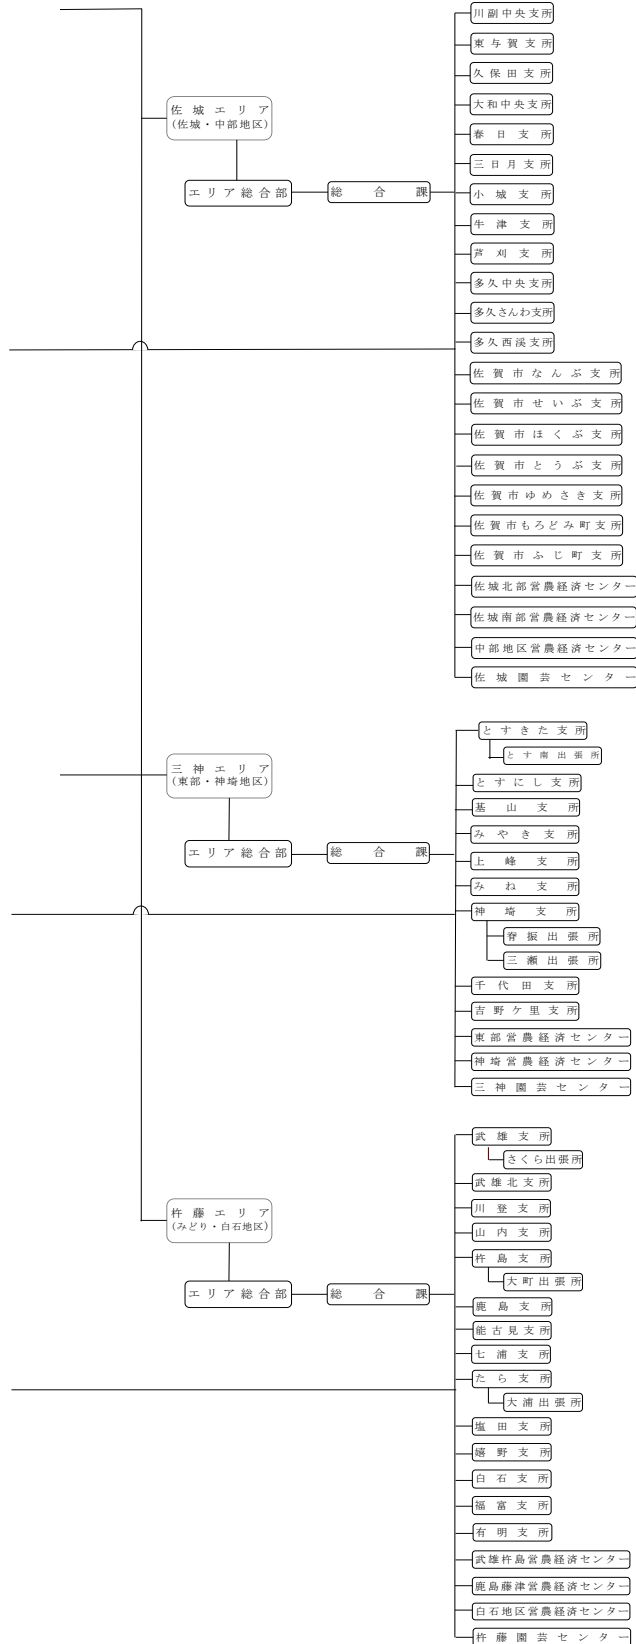 佐城エリア
(佐城・中部地区)
エリア総合部
総合課
川副中央支所
東与賀支所
久保田支所
大和中央支所
春日支所
三日月支所
小城支所
牛津支所
芦刈支所
多久中央支所
多久さんわ支所
多久西渓支所
佐賀市なんぶ支所
佐賀市せいぶ支所
佐賀市ほくぶ支所
佐賀市とうぶ支所
佐賀市ゆめさき支所
佐賀市もろどみ町支所
佐賀市ふじ町支所
佐城北部営農経済センター
佐城南部営農経済センター
中部地区営農経済センター
佐城園芸センター
三神エリア
(東部・神埼地区)
エリア総合部
総合課
とすきた支所
とす南出張所
とすにし支所
基山支所
みやき支所
上峰支所
みね支所
神埼支所
脊振出張所
三瀬出張所
千代田支所
吉野ケ里支所
東部営農経済センター
神埼営農経済センター
三神園芸センター
杵藤エリア
(みどり・白石地区)
エリア総合部
総合課
武雄支所
さくら出張所
武雄北支所
川登支所
山内支所
杵島支所
大町出張所
鹿島支所
能古見支所
七浦支所
たら支所
大浦出張所
塩田支所
嬉野支所
白石支所
福富支所
有明支所
武雄杵島営農経済センター
鹿島藤津営農経済センター
白石地区営農経済センター
杵藤園芸センター